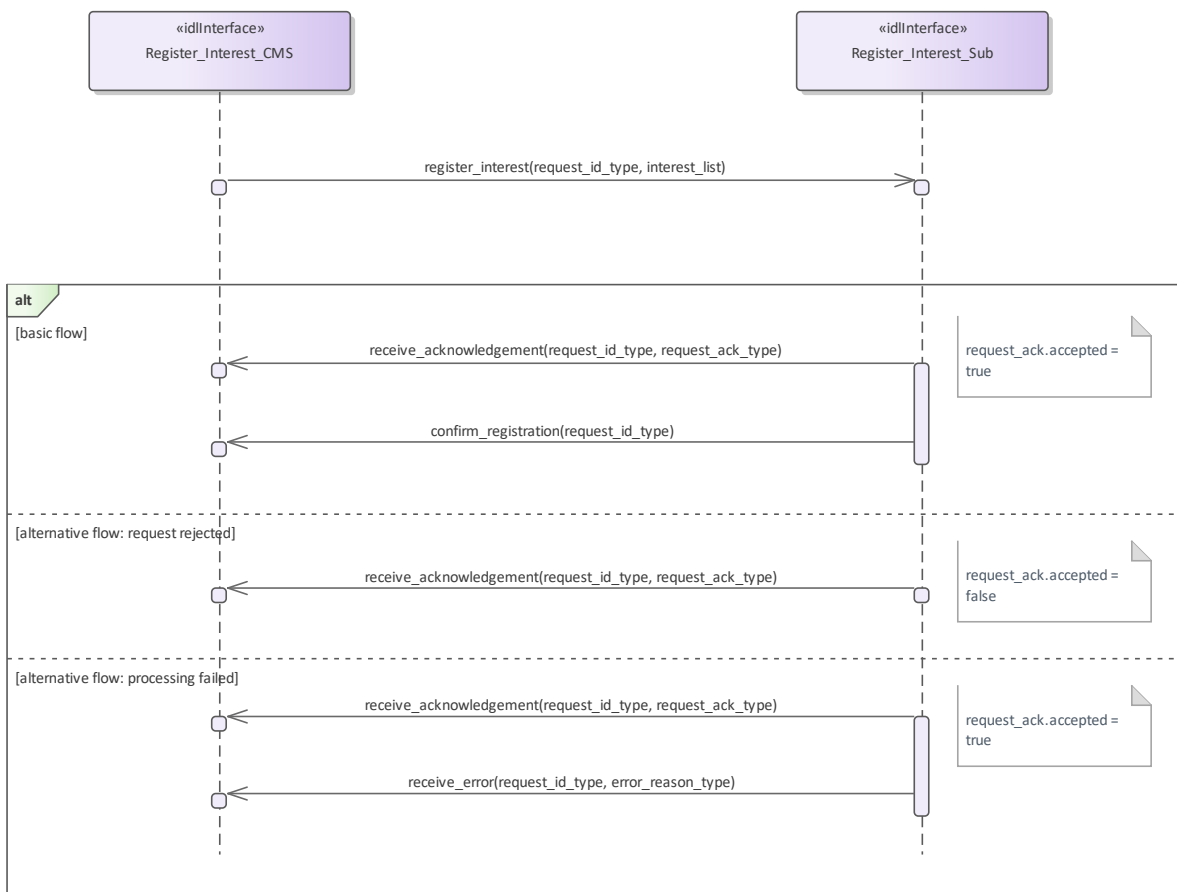 «idlInterface»
Register_Interest_CMS
«idlInterface»
Register_Interest_Sub
register_interest(request_id_type, interest_list)
alt
[basic flow]
receive_acknowledgement(request_id_type, request_ack_type)
request_ack.accepted =
true
confirm_registration(request_id_type)
[alternative flow: request rejected]
receive_acknowledgement(request_id_type, request_ack_type)
request_ack.accepted =
false
[alternative flow: processing failed]
receive_acknowledgement(request_id_type, request_ack_type)
request_ack.accepted =
true
receive_error(request_id_type, error_reason_type)